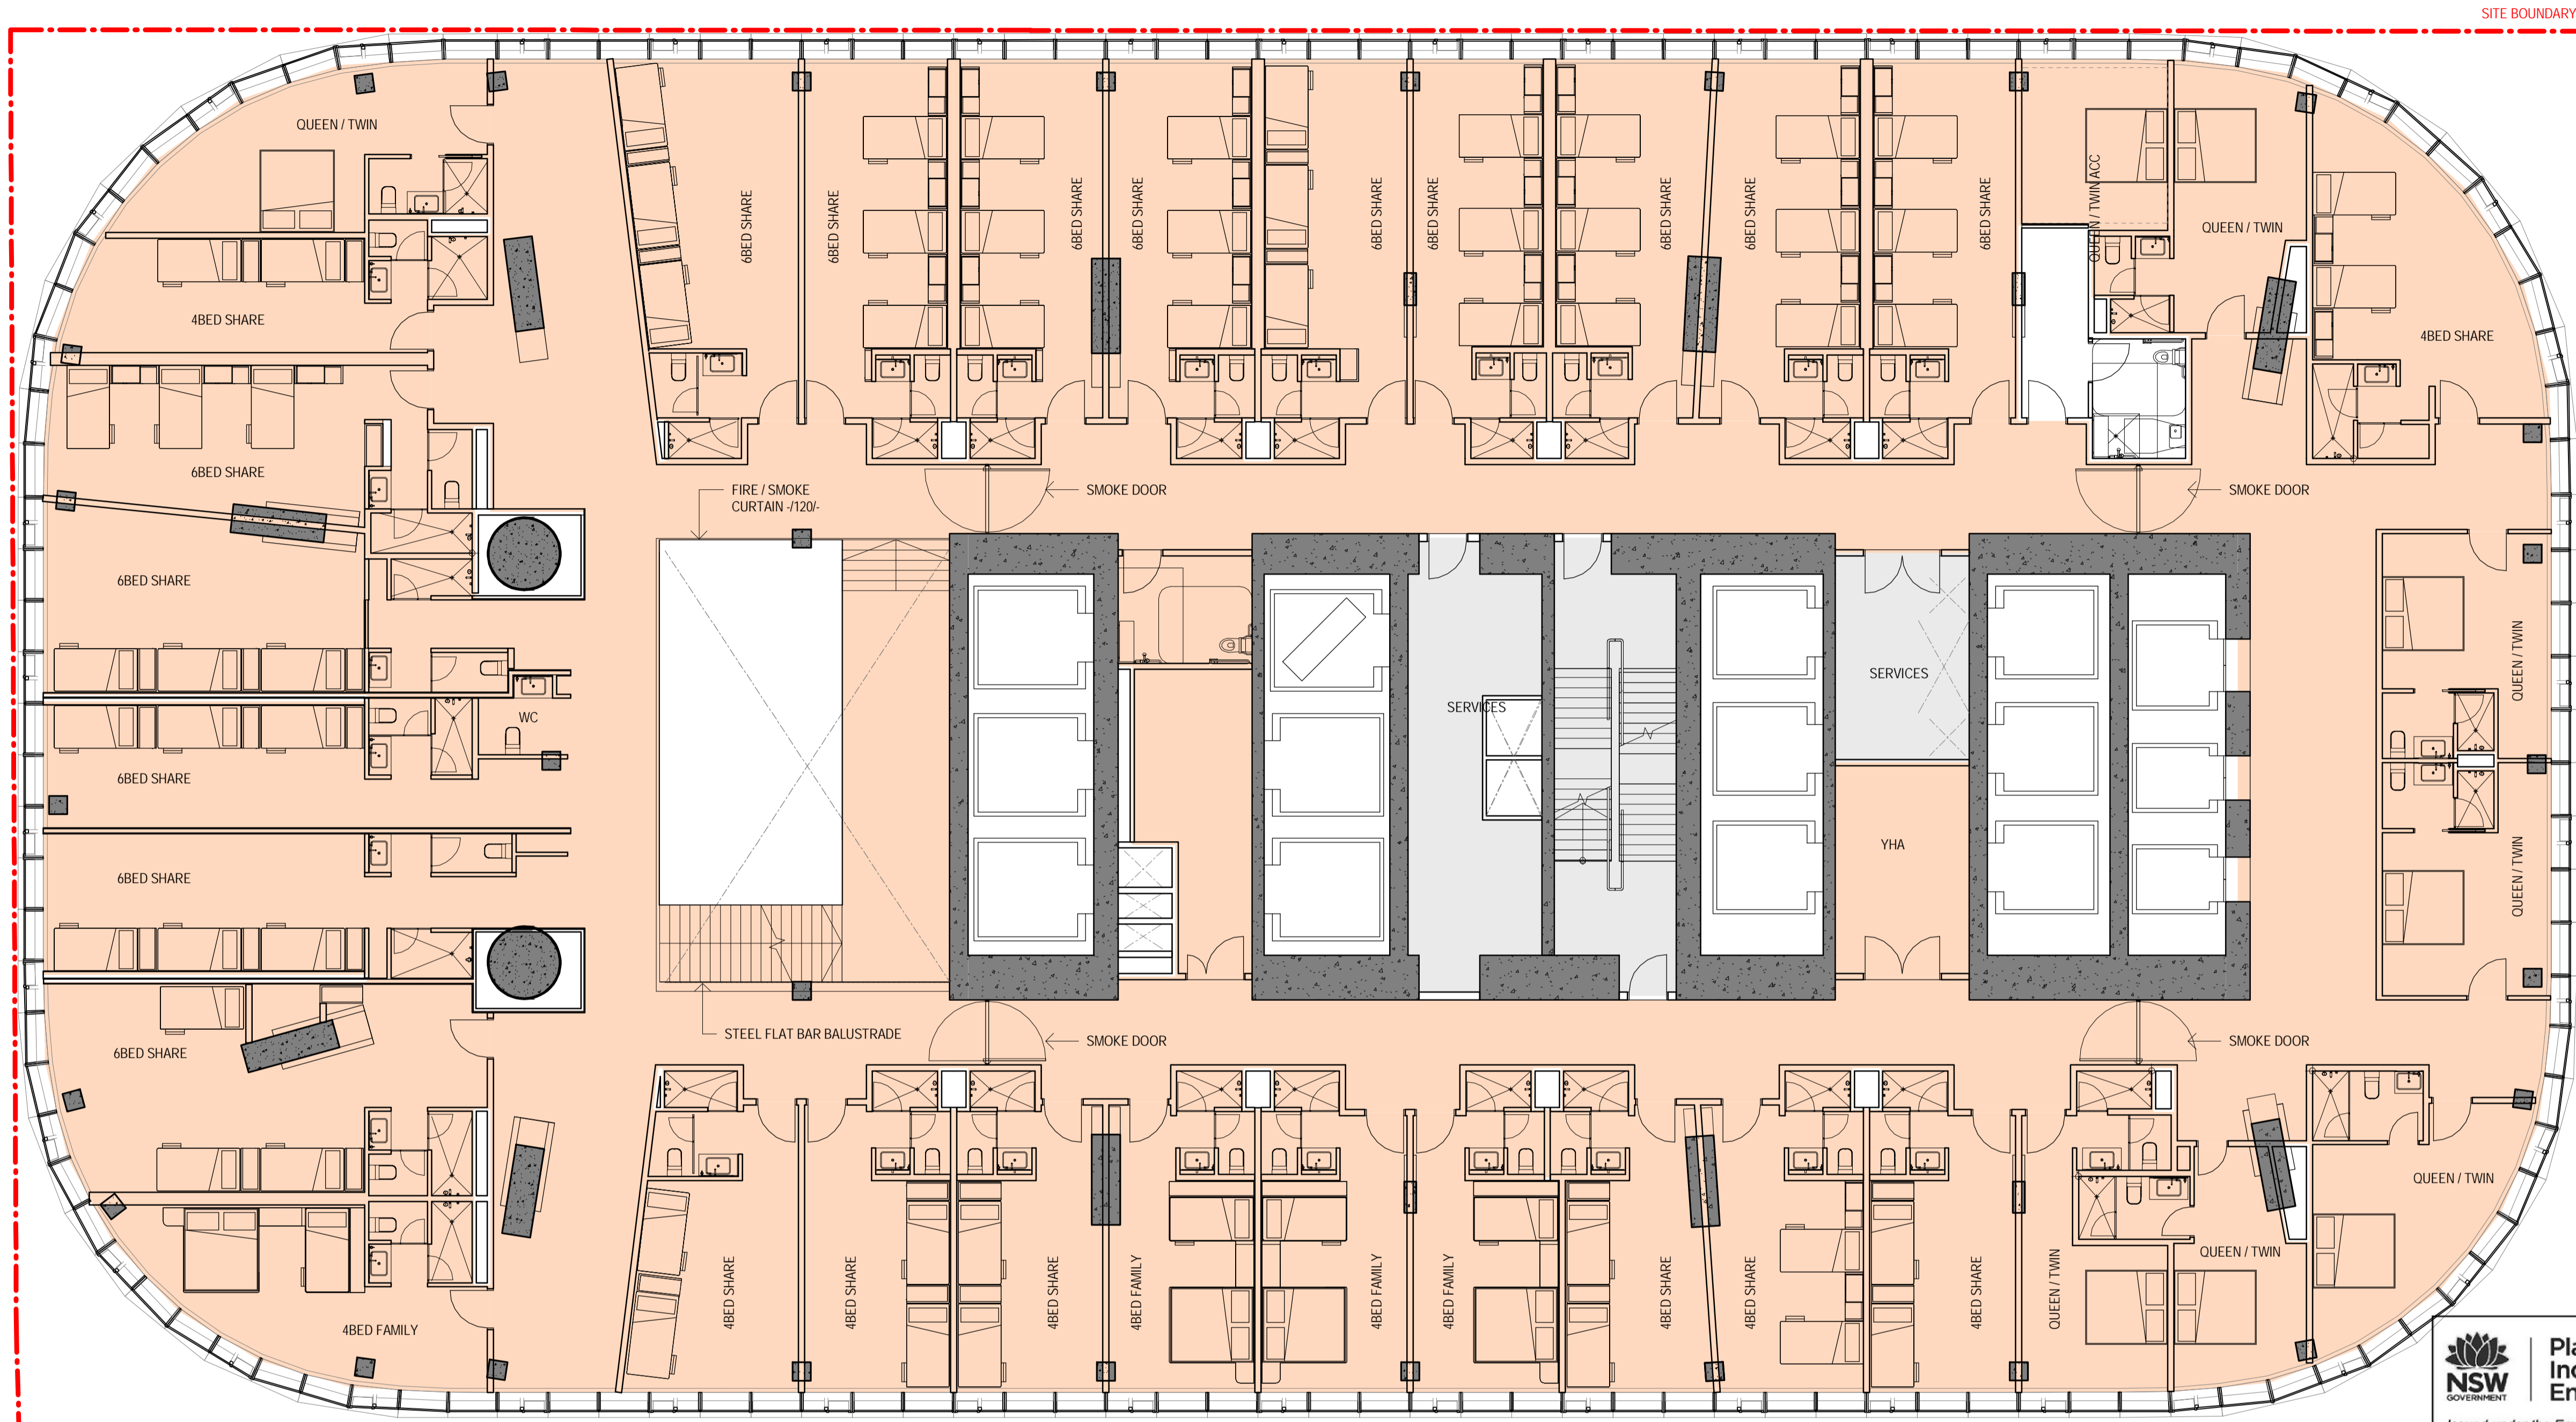 SITE BOUNDARY
QUEEN / TWIN
4BED SHARE
6BED SHARE
6BED SHARE
6BED SHARE
6BED SHARE
6BED SHARE
4BED FAMILY
WC
6BED SHARE
6BED SHARE
6BED SHARE
6BED SHARE
6BED SHARE
6BED SHARE
6BED SHARE
6BED SHARE
6BED SHARE
QUEEN / TWIN ACC
QUEEN / TWIN
4BED SHARE
FIRE / SMOKE
CURTAIN -/120/-
SMOKE DOOR
SMOKE DOOR
SERVICES
SERVICES
YHA
QUEEN / TWIN
QUEEN / TWIN
STEEL FLAT BAR BALUSTRADE
SMOKE DOOR
SMOKE DOOR
4BED SHARE
4BED SHARE
4BED SHARE
4BED FAMILY
4BED FAMILY
4BED FAMILY
4BED SHARE
4BED SHARE
4BED SHARE
QUEEN / TWIN
QUEEN / TWIN
QUEEN / TWIN
NSW
GOVERNMENT